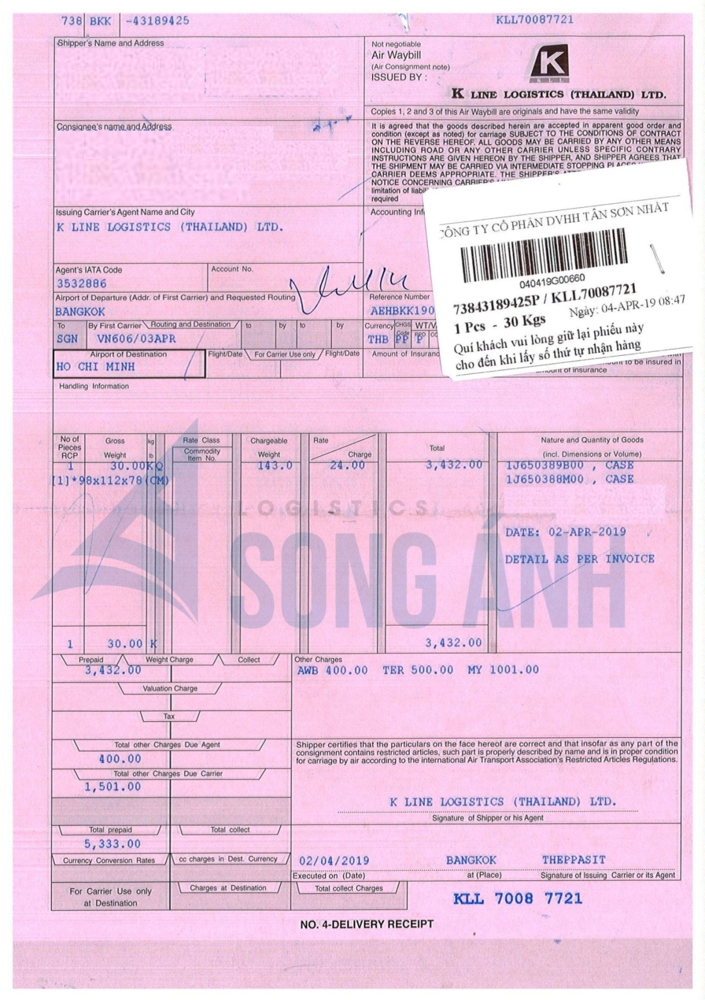 738 BKK -43189425 KLL70087721
Shipper's Name and Address
Not negotiable
Air Waybill
(Air Consignment note)
ISSUED BY :
K
K L L
K LINE LOGISTICS (THAILAND) LTD.
Copies 1, 2 and 3 of this Air Waybill are originals and have the same validity
Consignee's name and Address
It is agreed that the goods described herein are accepted in apparent good order and
condition (except as noted) for carriage SUBJECT TO THE CONDITIONS OF CONTRACT
ON THE REVERSE HEREOF. ALL GOODS MAY BE CARRIED BY ANY OTHER MEANS
INCLUDING ROAD OR ANY OTHER CARRIER UNLESS SPECIFIC CONTRARY
INSTRUCTIONS ARE GIVEN HEREON BY THE SHIPPER, AND SHIPPER AGREES THAT
THE SHIPMENT MAY BE CARRIED VIA INTERMEDIATE STOPPING
CARRIER DEEMS APPROPRIATE. THE SHIPPER'S
NOTICE CONCERNING CARRIER'S
limitation of
required
Issuing Carrier's Agent Name and City
K LINE LOGISTICS (THAILAND) LTD.
Accounting
CÔNG TY CỔ PHẦN DVHH TÂN SƠN NHẤT
040419G00660
73843189425P / KLL70087721
1 Pcs - 30 Kgs Ngày: 04-APR-19 08:47
Quí khách vui lòng giữ lại phiếu này
cho đến khi lấy số thứ tự nhận hàng
Agent's IATA Code
3532886
Account No.
Airport of Departure (Addr. of First Carrier) and Requested Routing
BANGKOK
Reference Number
AEHBKK190
To By First Carrier Routing and Destination to by to by
SGN VN606/03APR
Currency CHGS Code WT/V PPD
THB PP P
Airport of Destination
HO CHI MINH
Flight/Date For Carrier Use only Flight/Date
Amount of
to be insured in
of insurance
Handling Information
No of Pieces RCP
Gross Weight
kg lb
Rate Class
Commodity Item No.
Chargeable Weight
Rate Charge
Total
Nature and Quantity of Goods
(incl. Dimensions or Volume)
1 30.00 K Q 143.0 24.00 3,432.00 1J650389B00 , CASE
[1]*98x112x78(CM) 1J650388M00 , CASE
LOGISTICS
SONG ÁNH
DATE: 02-APR-2019
DETAIL AS PER INVOICE
1 30.00 K 3,432.00
Prepaid Weight Charge Collect
3,432.00
Other Charges
AWB 400.00 TER 500.00 MY 1001.00
Valuation Charge
Tax
Total other Charges Due Agent
400.00
Total other Charges Due Carrier
1,501.00
Shipper certifies that the particulars on the face hereof are correct and that insofar as any part of the
consignment contains restricted articles, such part is properly described by name and is in proper condition
for carriage by air according to the international Air Transport Association's Restricted Articles Regulations.
K LINE LOGISTICS (THAILAND) LTD.
Signature of Shipper or his Agent
Total prepaid Total collect
5,333.00
Currency Conversion Rates cc charges in Dest. Currency
02/04/2019 BANGKOK THEPPASIT
Executed on (Date) at (Place) Signature of Issuing Carrier or its Agent
For Carrier Use only
at Destination
Charges at Destination
Total collect Charges
KLL 7008 7721
NO. 4-DELIVERY RECEIPT